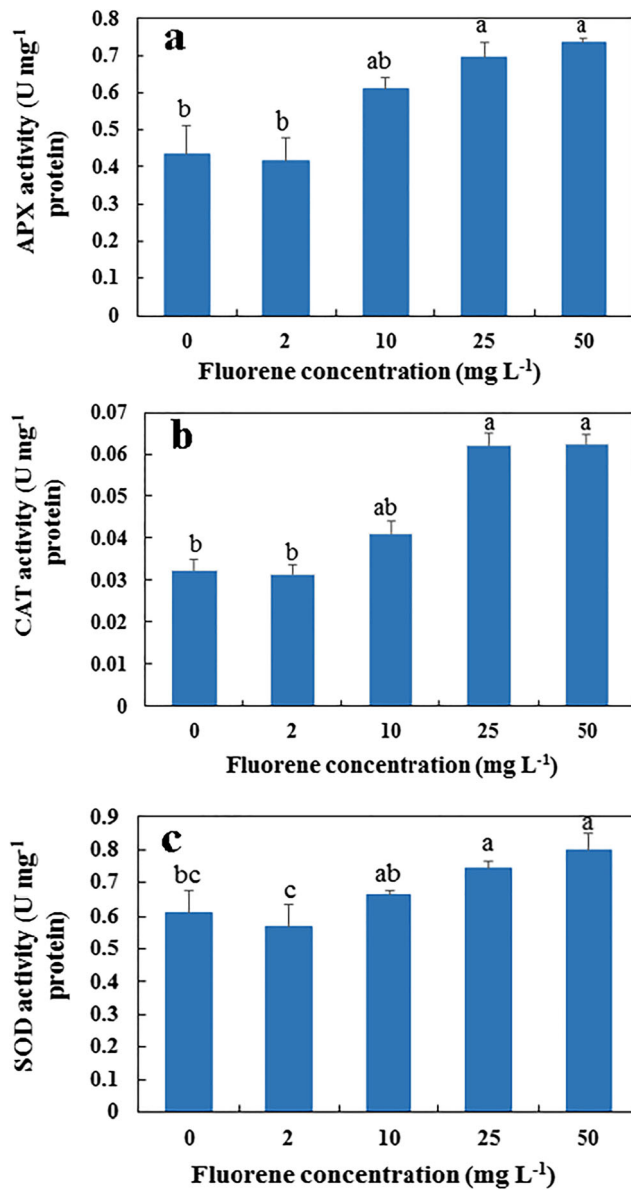 a
APX activity (U mg-1
protein)
0.8
0.7
0.6
0.5
0.4
0.3
0.2
0.1
0
b b ab a a
0 2 10 25 50
Fluorene concentration (mg L-1)
b
CAT activity (U mg-1
protein)
0.07
0.06
0.05
0.04
0.03
0.02
0.01
0
b b ab a a
0 2 10 25 50
Fluorene concentration (mg L-1)
c
SOD activity (U mg-1
protein)
0.9
0.8
0.7
0.6
0.5
0.4
0.3
0.2
0.1
0
bc c ab a a
0 2 10 25 50
Fluorene concentration (mg L-1)